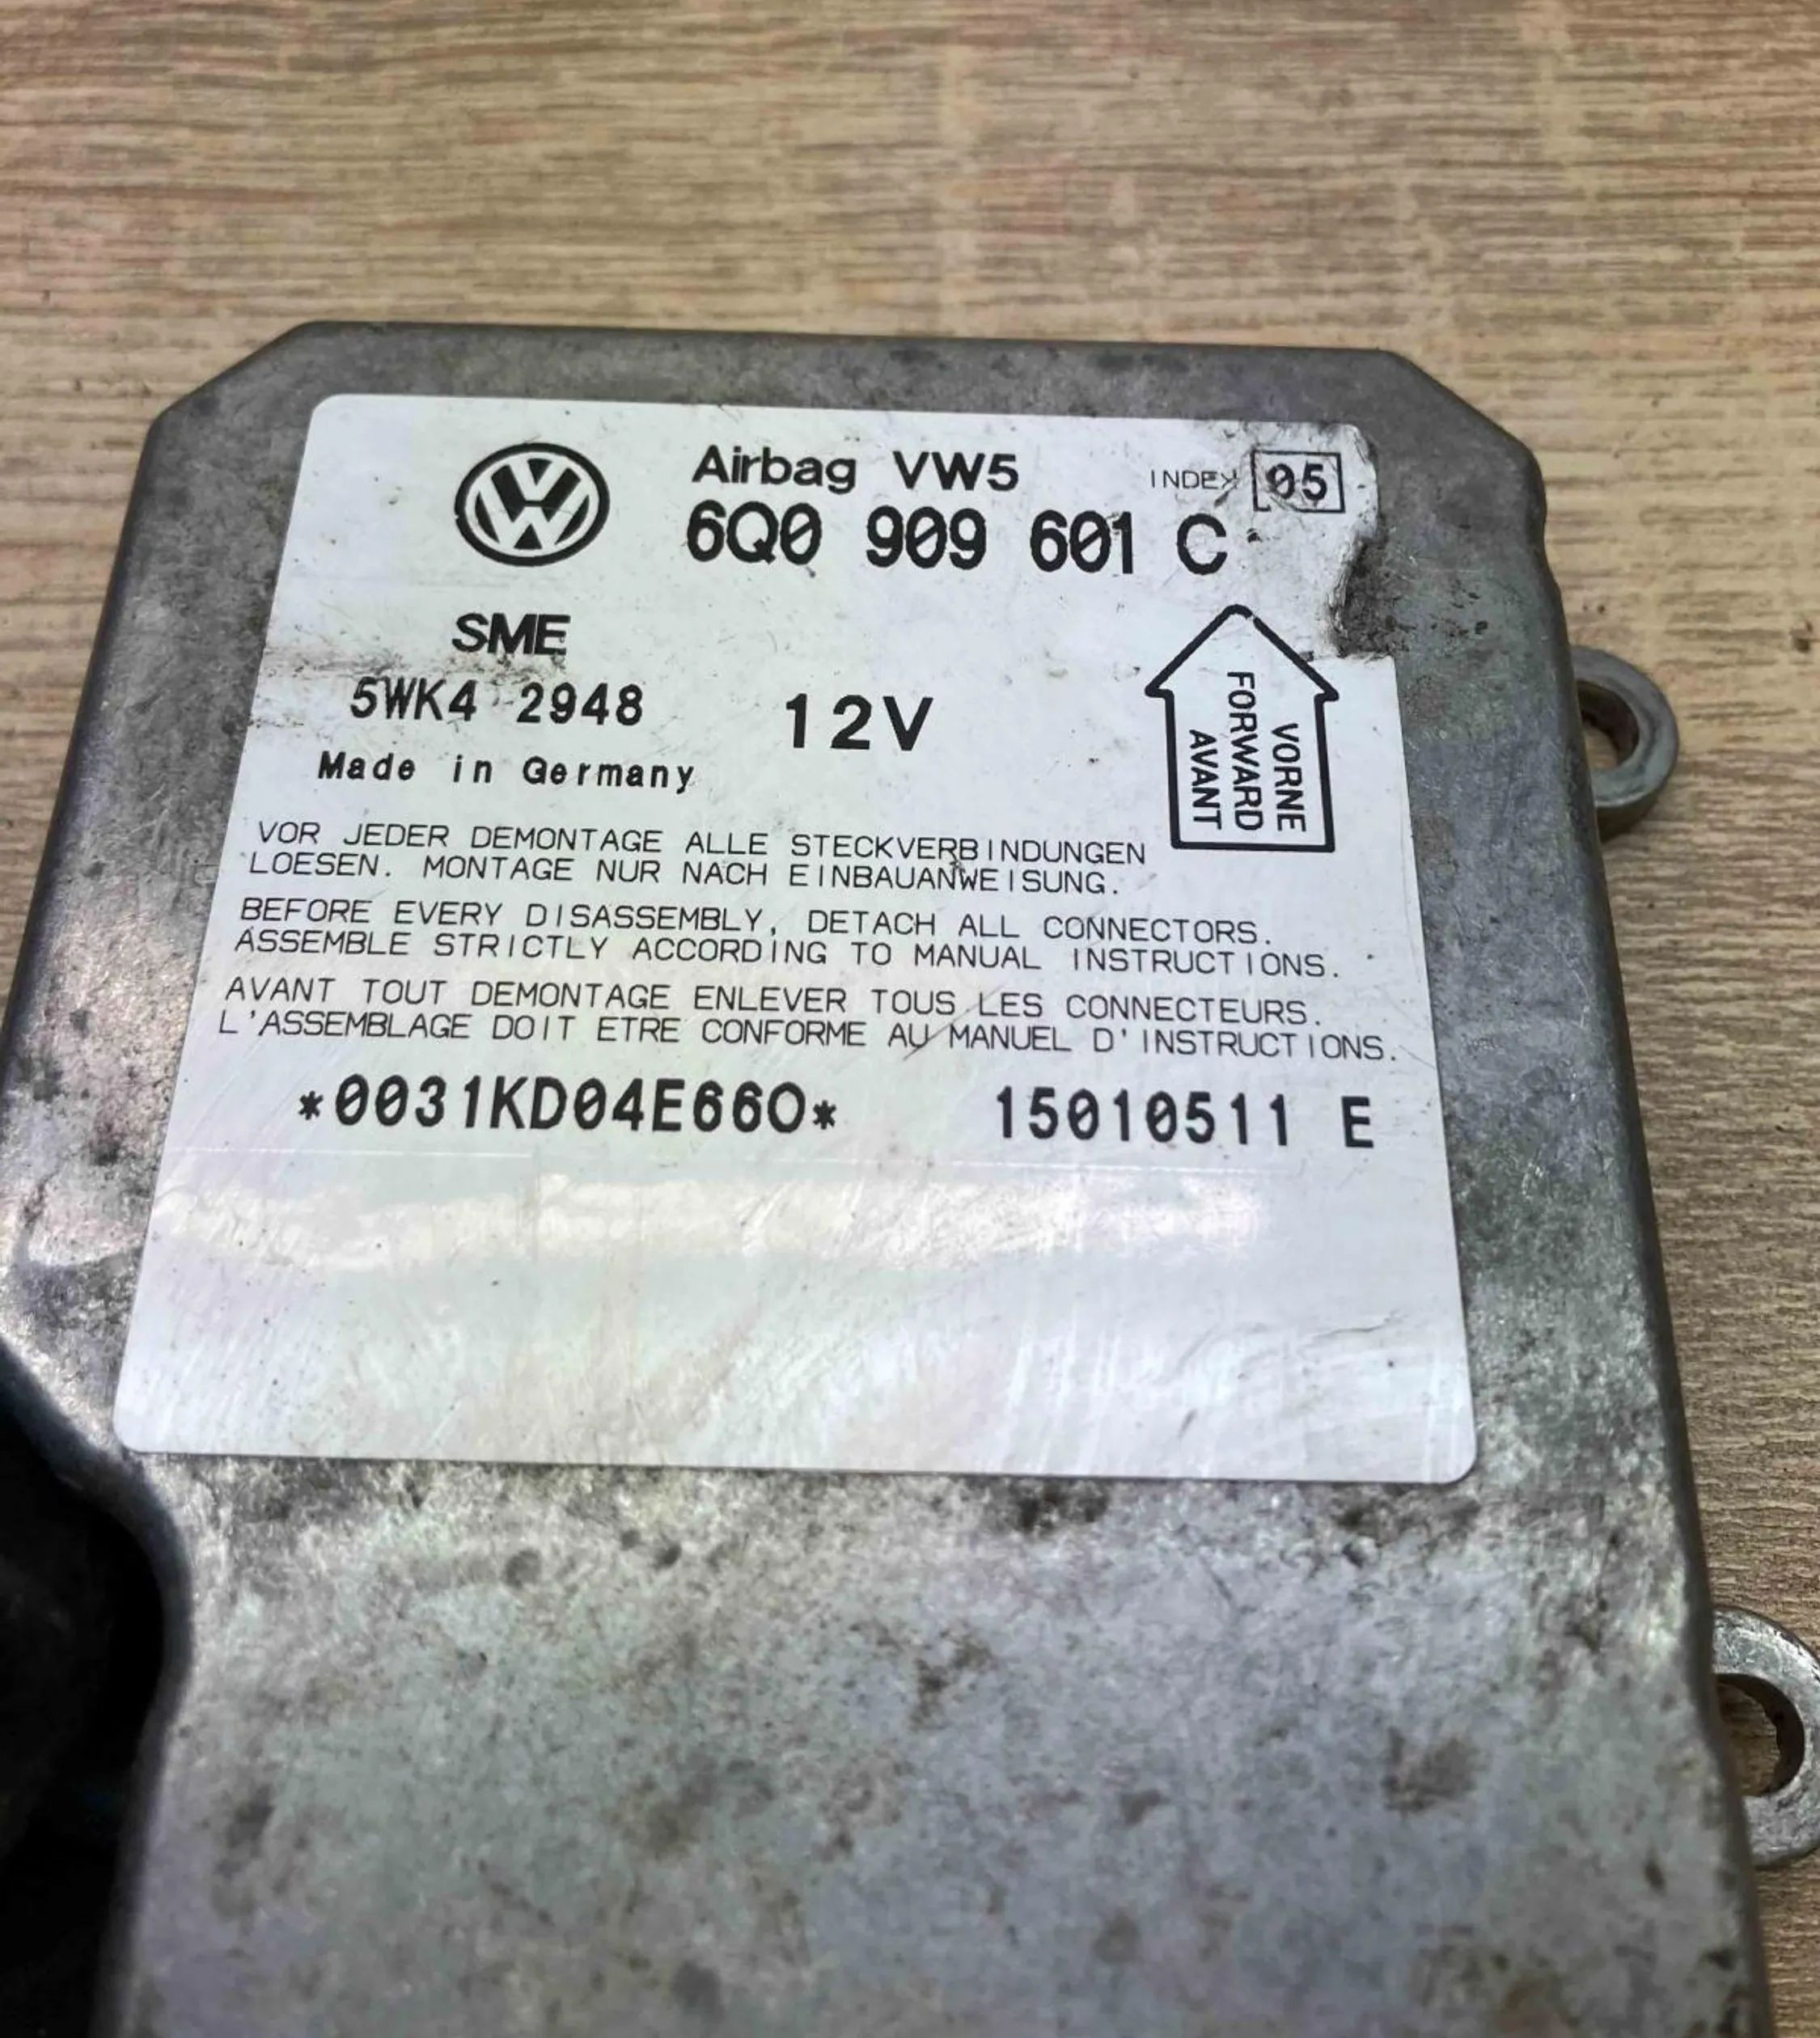 Airbag VW5 INDEX 05
6Q0 909 601 C
SME
5WK4 2948 12V
Made in Germany
VORNE
FORWARD
AVANT
VOR JEDER DEMONTAGE ALLE STECKVERBINDUNGEN
LOESEN. MONTAGE NUR NACH EINBAUANWEISUNG.
BEFORE EVERY DISASSEMBLY, DETACH ALL CONNECTORS.
ASSEMBLE STRICTLY ACCORDING TO MANUAL INSTRUCTIONS.
AVANT TOUT DEMONTAGE ENLEVER TOUS LES CONNECTEURS.
L'ASSEMBLAGE DOIT ETRE CONFORME AU MANUEL D'INSTRUCTIONS.
*0031KD04E66O* 15010511 E